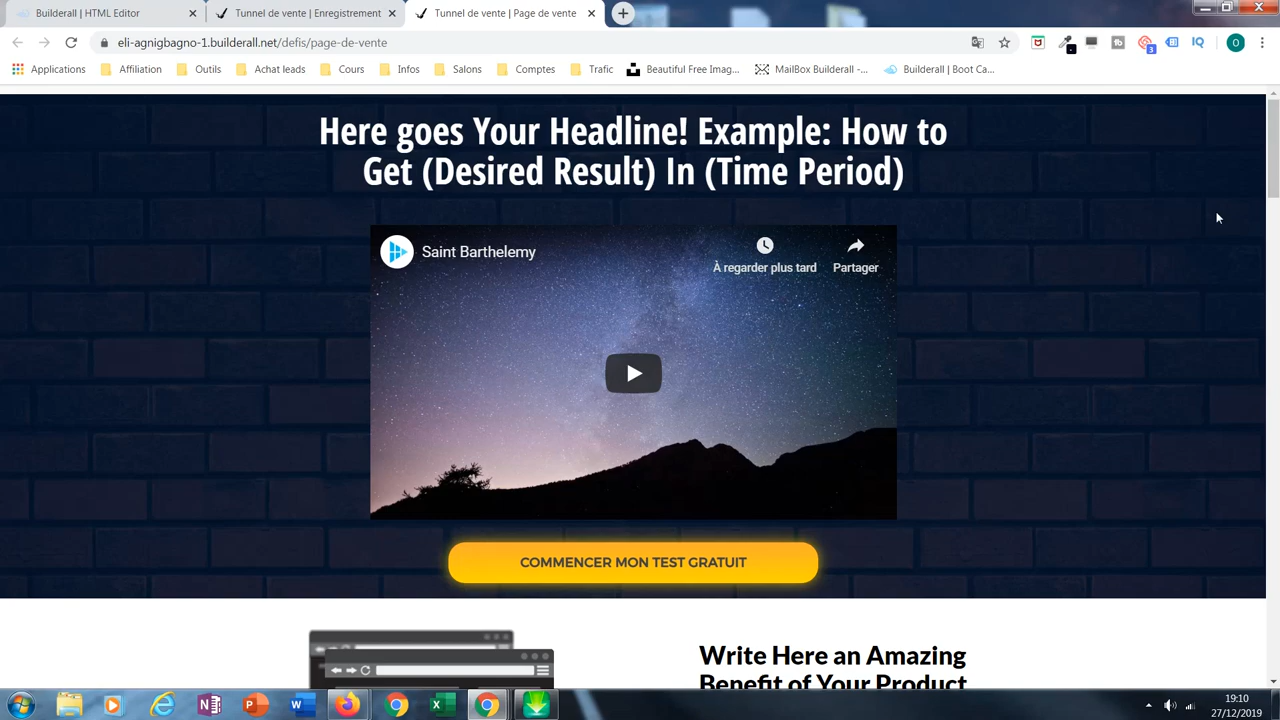 Builderall | HTML Editor
Tunnel de vente | Enregistrement
Tunnel de vente | Page de vente
eli-agnigbagno-1.builderall.net/defis/page-de-vente
3
O
Applications
Affiliation
Outils
Achat leads
Cours
Infos
Salons
Comptes
Trafic
Beautiful Free Imag...
MailBox Builderall -...
Builderall | Boot Ca...
Here goes Your Headline! Example: How to
Get (Desired Result) In (Time Period)
Saint Barthelemy
À regarder plus tard
Partager
COMMENCER MON TEST GRATUIT
Write Here an Amazing
Benefit of Your Product
19:10
27/12/2019